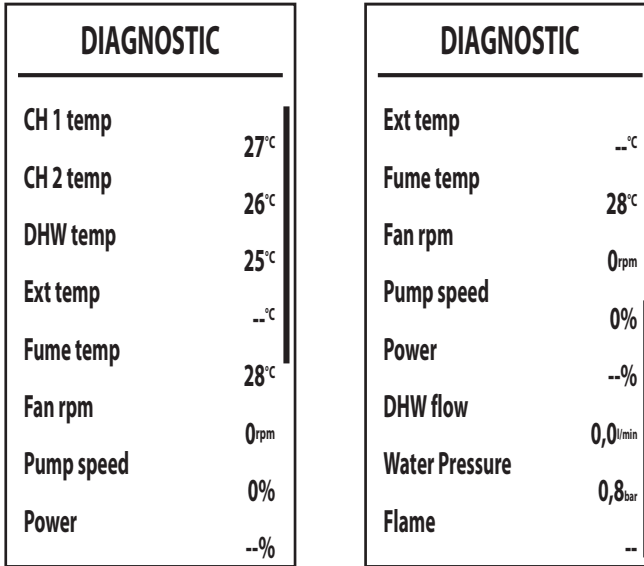 DIAGNOSTIC
CH 1 temp
27°C
CH 2 temp
26°C
DHW temp
25°C
Ext temp
--°C
Fume temp
28°C
Fan rpm
0rpm
Pump speed
0%
Power
--%
DIAGNOSTIC
Ext temp
--°C
Fume temp
28°C
Fan rpm
0rpm
Pump speed
0%
Power
--%
DHW flow
0,0l/min
Water Pressure
0,8bar
Flame
--